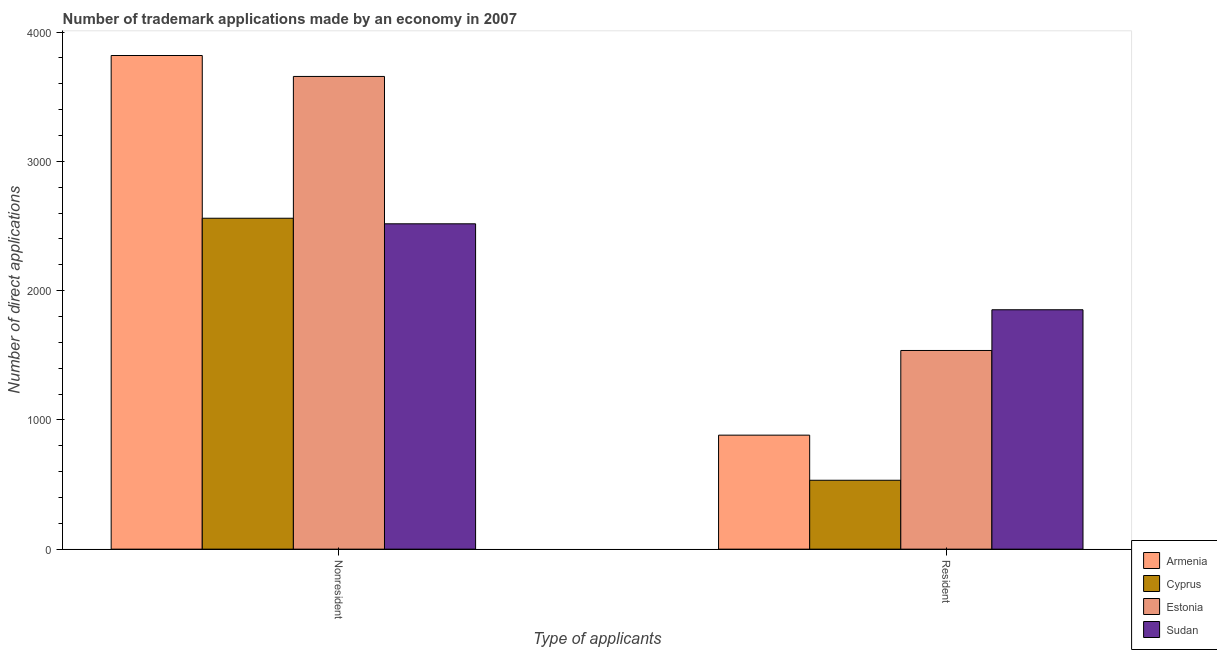 Number of trademark applications made by an economy in 2007
Number of direct applications
4000
3000
2000
1000
0
Nonresident
Resident
Type of applicants
Armenia
Cyprus
Estonia
Sudan